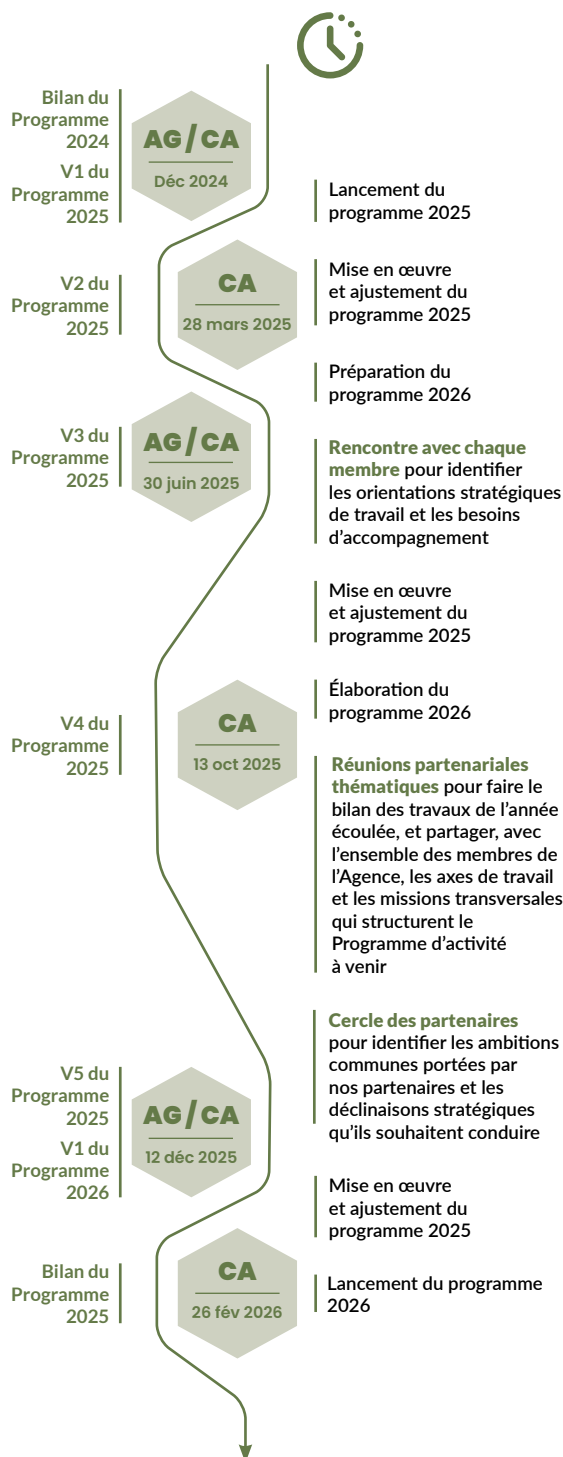 Bilan du
Programme
2024
V1 du
Programme
2025
AG/CA
Déc 2024
Lancement du
programme 2025
V2 du
Programme
2025
CA
28 mars 2025
Mise en œuvre
et ajustement du
programme 2025
Préparation du
programme 2026
V3 du
Programme
2025
AG/CA
30 juin 2025
Rencontre avec chaque
membre pour identifier
les orientations stratégiques
de travail et les besoins
d’accompagnement
Mise en œuvre
et ajustement du
programme 2025
Élaboration du
programme 2026
V4 du
Programme
2025
CA
13 oct 2025
Réunions partenariales
thématiques pour faire le
bilan des travaux de l’année
écoulée, et partager, avec
l’ensemble des membres de
l’Agence, les axes de travail
et les missions transversales
qui structurent le
Programme d’activité
à venir
Cercle des partenaires
pour identifier les ambitions
communes portées par
nos partenaires et les
déclinaisons stratégiques
qu’ils souhaitent conduire
V5 du
Programme
2025
V1 du
Programme
2026
AG/CA
12 déc 2025
Mise en œuvre
et ajustement du
programme 2025
Bilan du
Programme
2025
CA
26 fév 2026
Lancement du programme
2026